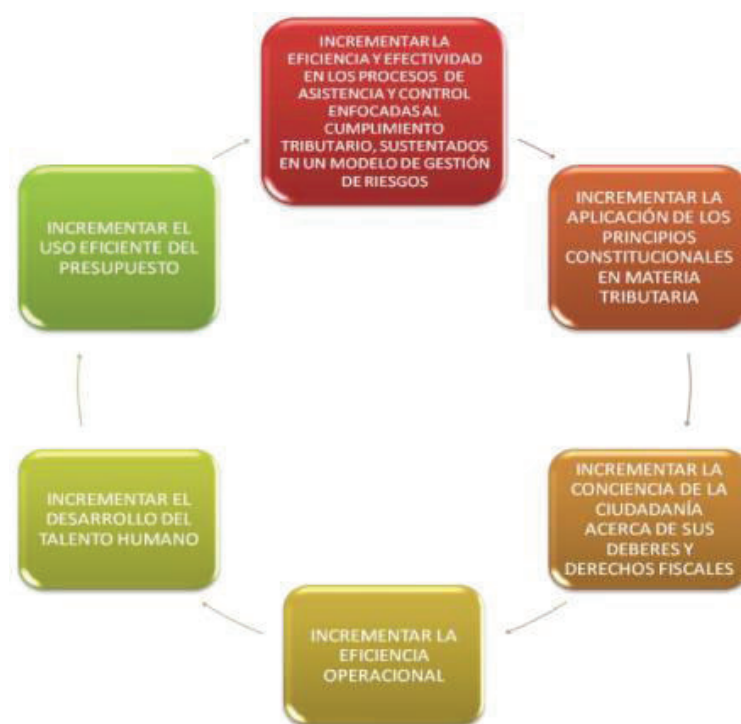 INCREMENTAR LA
EFICIENCIA Y EFECTIVIDAD
EN LOS PROCESOS DE
ASISTENCIA Y CONTROL
ENFOCADAS AL
CUMPLIMIENTO
TRIBUTARIO, SUSTENTADOS
EN UN MODELO DE GESTIÓN
DE RIESGOS
INCREMENTAR LA
APLICACIÓN DE LOS
PRINCIPIOS
CONSTITUCIONALES
EN MATERIA
TRIBUTARIA
INCREMENTAR LA
CONCIENCIA DE LA
CIUDADANÍA
ACERCA DE SUS
DEBERES Y
DERECHOS FISCALES
INCREMENTAR LA
EFICIENCIA
OPERACIONAL
INCREMENTAR EL
DESARROLLO DEL
TALENTO HUMANO
INCREMENTAR EL
USO EFICIENTE DEL
PRESUPUESTO